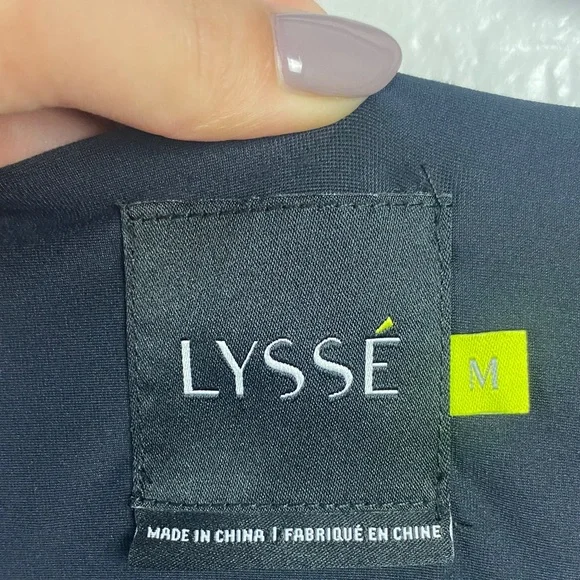 LYSSÉ
M
MADE IN CHINA I FABRIQUÉ EN CHINE